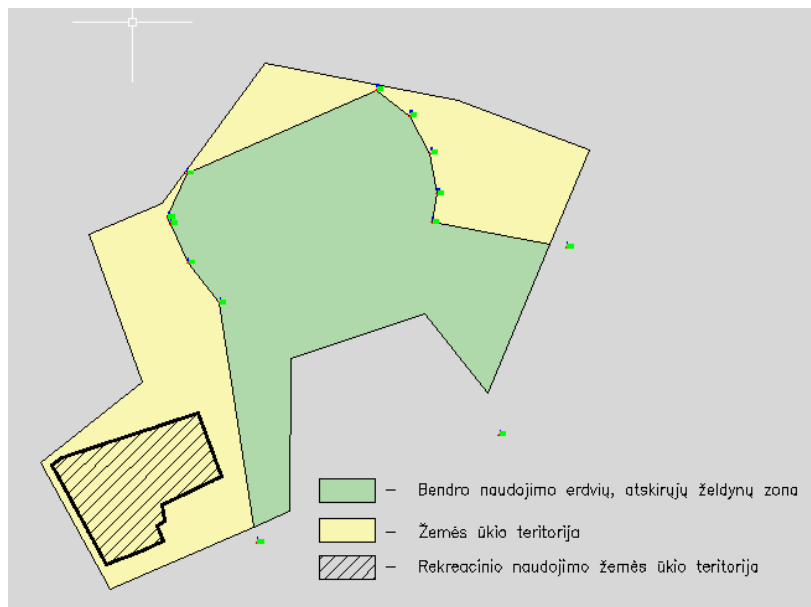 – Bendro naudojimo erdvių, atskirųjų želdynų zona
– Žemės ūkio teritorija
– Rekreacinio naudojimo žemės ūkio teritorija